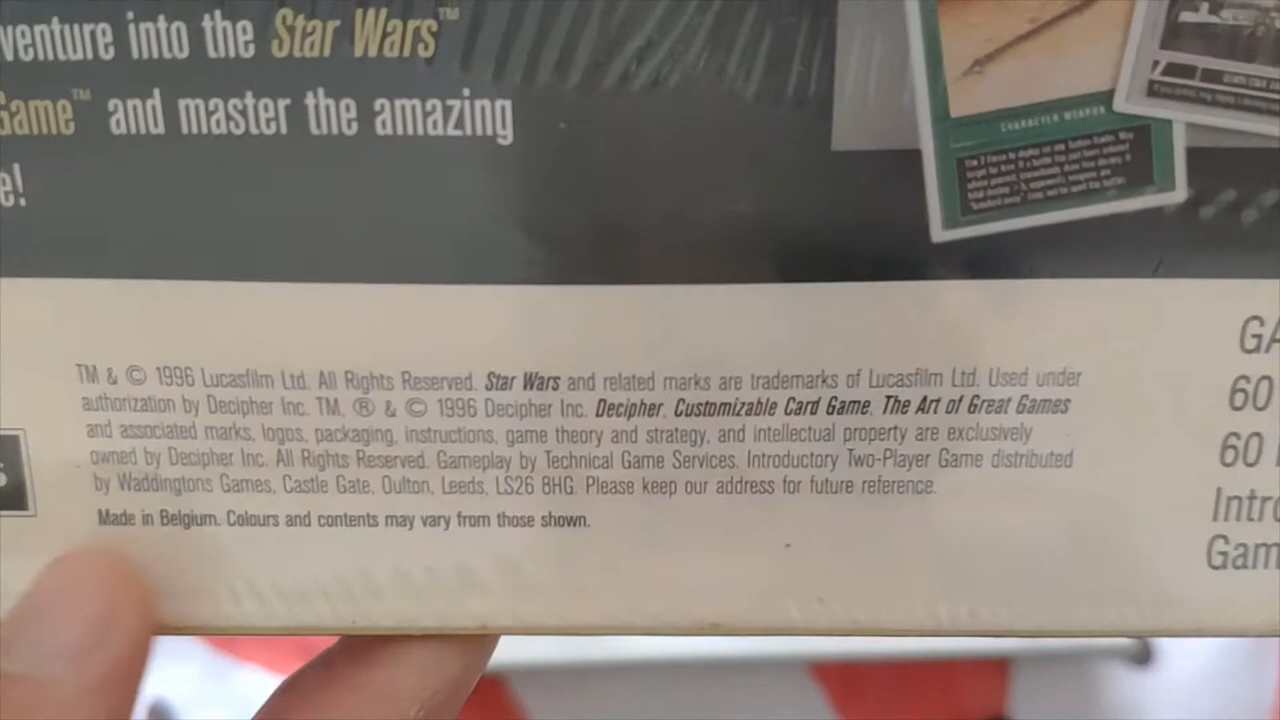 venture into the Star Wars™
Game™ and master the amazing
e!
CHARACTER WEAPON
TM & © 1996 Lucasfilm Ltd. All Rights Reserved. Star Wars and related marks are trademarks of Lucasfilm Ltd. Used under
authorization by Decipher Inc. TM, ® & © 1996 Decipher Inc. Decipher, Customizable Card Game, The Art of Great Games
and associated marks, logos, packaging, instructions, game theory and strategy, and intellectual property are exclusively
owned by Decipher Inc. All Rights Reserved. Gameplay by Technical Game Services. Introductory Two-Player Game distributed
by Waddingtons Games, Castle Gate, Oulton, Leeds, LS26 8HG. Please keep our address for future reference.
Made in Belgium. Colours and contents may vary from those shown.
GA
60
60
Intro
Gam